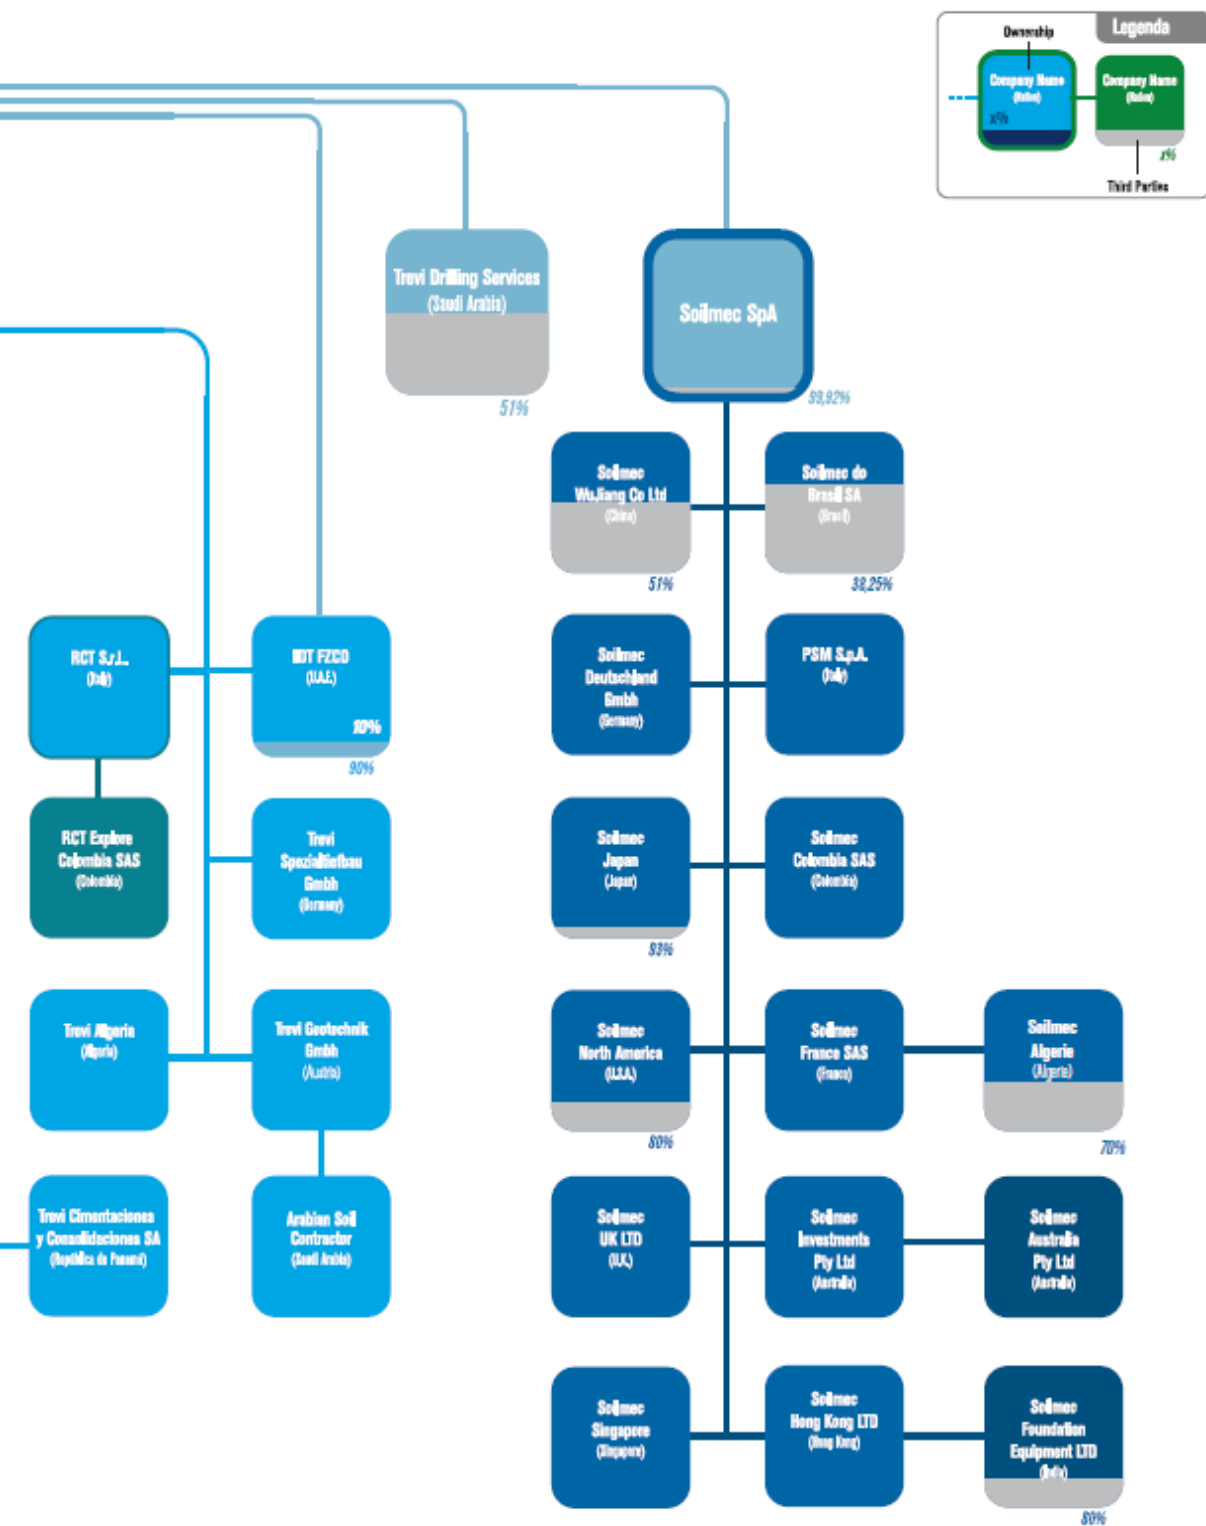 Legenda
Ownership
Company Name
(Nation)
x%
Company Name
(Nation)
x%
Third Parties
Trevi Drilling Services
(Saudi Arabia)
51%
Soilmec SpA
99,92%
Soilmec
WuJiang Co Ltd
(China)
51%
Soilmec do
Brasil SA
(Brasil)
38,25%
RCT S.r.L.
(Italy)
IDT FZCO
(U.A.E.)
10%
90%
Soilmec
Deutschland
Gmbh
(Germany)
PSM S.p.A.
(Italy)
RCT Explore
Colombia SAS
(Colombia)
Trevi
Spezialtiefbau
Gmbh
(Germany)
Soilmec
Japan
(Japan)
93%
Soilmec
Colombia SAS
(Colombia)
Trevi Algeria
(Algeria)
Trevi Geotechnik
Gmbh
(Austria)
Soilmec
North America
(U.S.A.)
80%
Soilmec
France SAS
(France)
Soilmec
Algerie
(Algerie)
70%
Trevi Cimentaciones
y Consolidaciones SA
(República de Panamá)
Arabian Soil
Contractor
(Saudi Arabia)
Soilmec
UK LTD
(U.K.)
Soilmec
Investments
Pty Ltd
(Australia)
Soilmec
Australia
Pty Ltd
(Australia)
Soilmec
Singapore
(Singapore)
Soilmec
Hong Kong LTD
(Hong Kong)
Soilmec
Foundation
Equipment LTD
(India)
80%